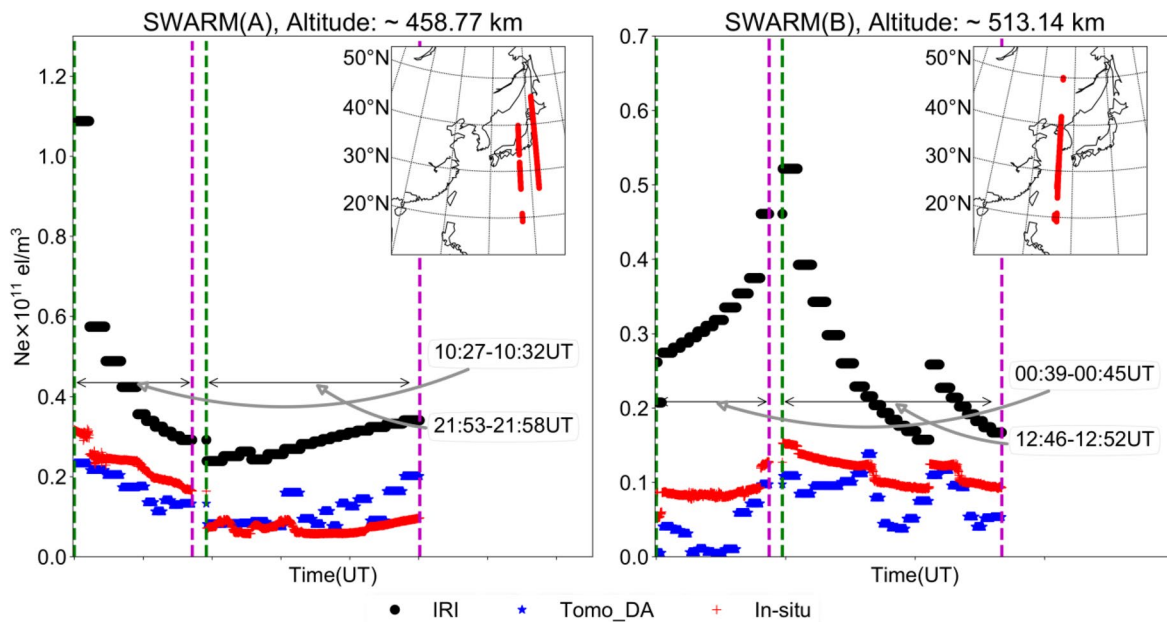 SWARM(A), Altitude: ~ 458.77 km
SWARM(B), Altitude: ~ 513.14 km
Ne×10¹¹ el/m³
1.2
1.0
0.8
0.6
0.4
0.2
0.0
50°N
40°N
30°N
20°N
10:27-10:32UT
21:53-21:58UT
Time(UT)
0.7
0.6
0.5
0.4
0.3
0.2
0.1
0.0
50°N
40°N
30°N
20°N
00:39-00:45UT
12:46-12:52UT
Time(UT)
IRI
Tomo_DA
In-situ